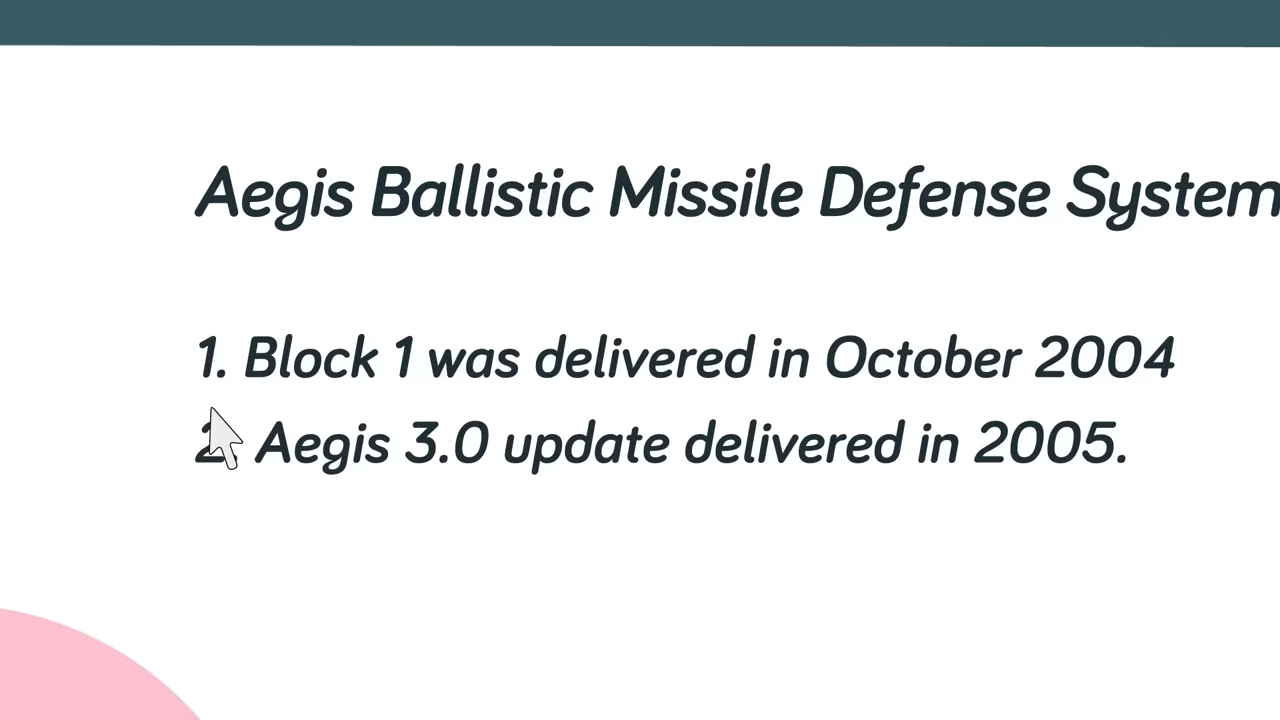 Aegis Ballistic Missile Defense System
1. Block 1 was delivered in October 2004
2. Aegis 3.0 update delivered in 2005.